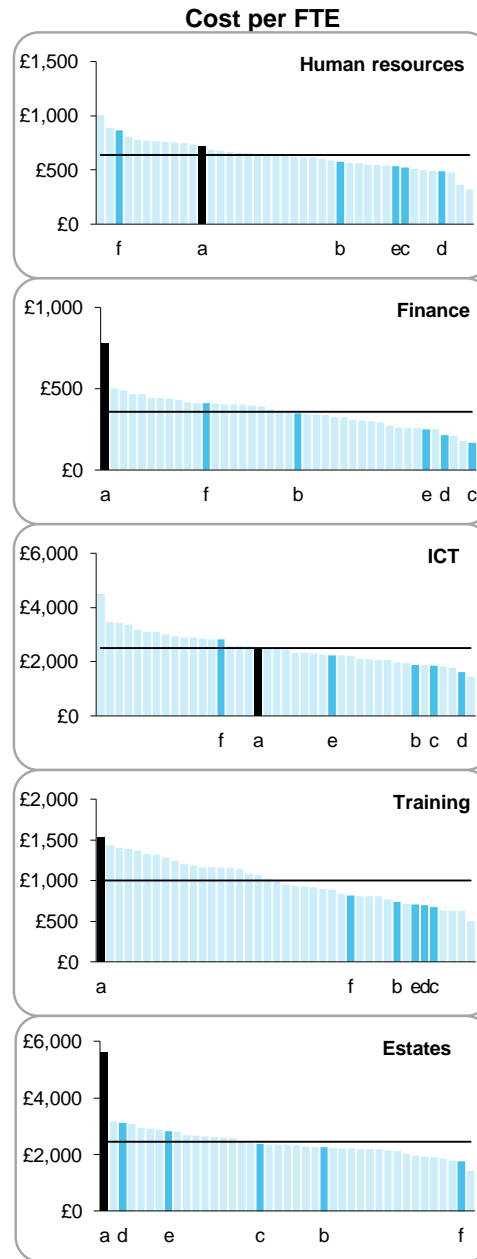 Cost per FTE
Human resources
£1,500
£1,000
£500
£0
f a b ec d
Finance
£1,000
£500
£0
a f b e d c
ICT
£6,000
£4,000
£2,000
£0
f a e b c d
Training
£2,000
£1,500
£1,000
£500
£0
a f b edc
Estates
£6,000
£4,000
£2,000
£0
a d e c b f